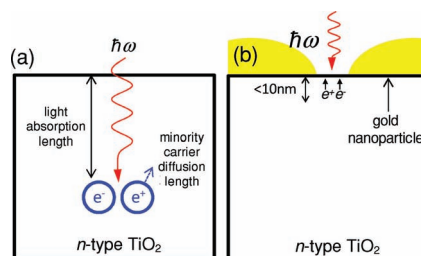 (a)
ħω
light
absorption
length
minority
carrier
diffusion
length
e⁻
e⁺
n-type TiO₂
(b)
ħω
<10nm
e⁺e⁻
gold
nanoparticle
n-type TiO₂